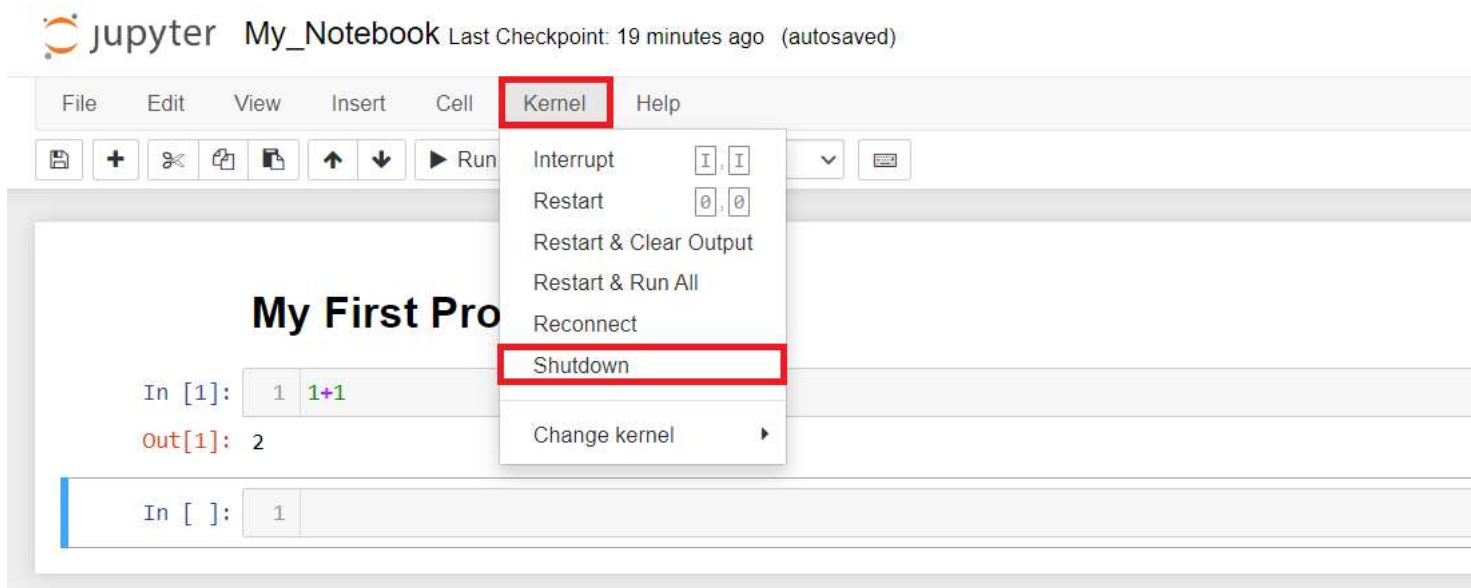 jupyter My_Notebook Last Checkpoint: 19 minutes ago (autosaved)
File Edit View Insert Cell Kernel Help
Run
Interrupt I,I
Restart 0,0
Restart & Clear Output
Restart & Run All
Reconnect
Shutdown
Change kernel
My First Pro
In [1]: 1 1+1
Out[1]: 2
In [ ]: 1